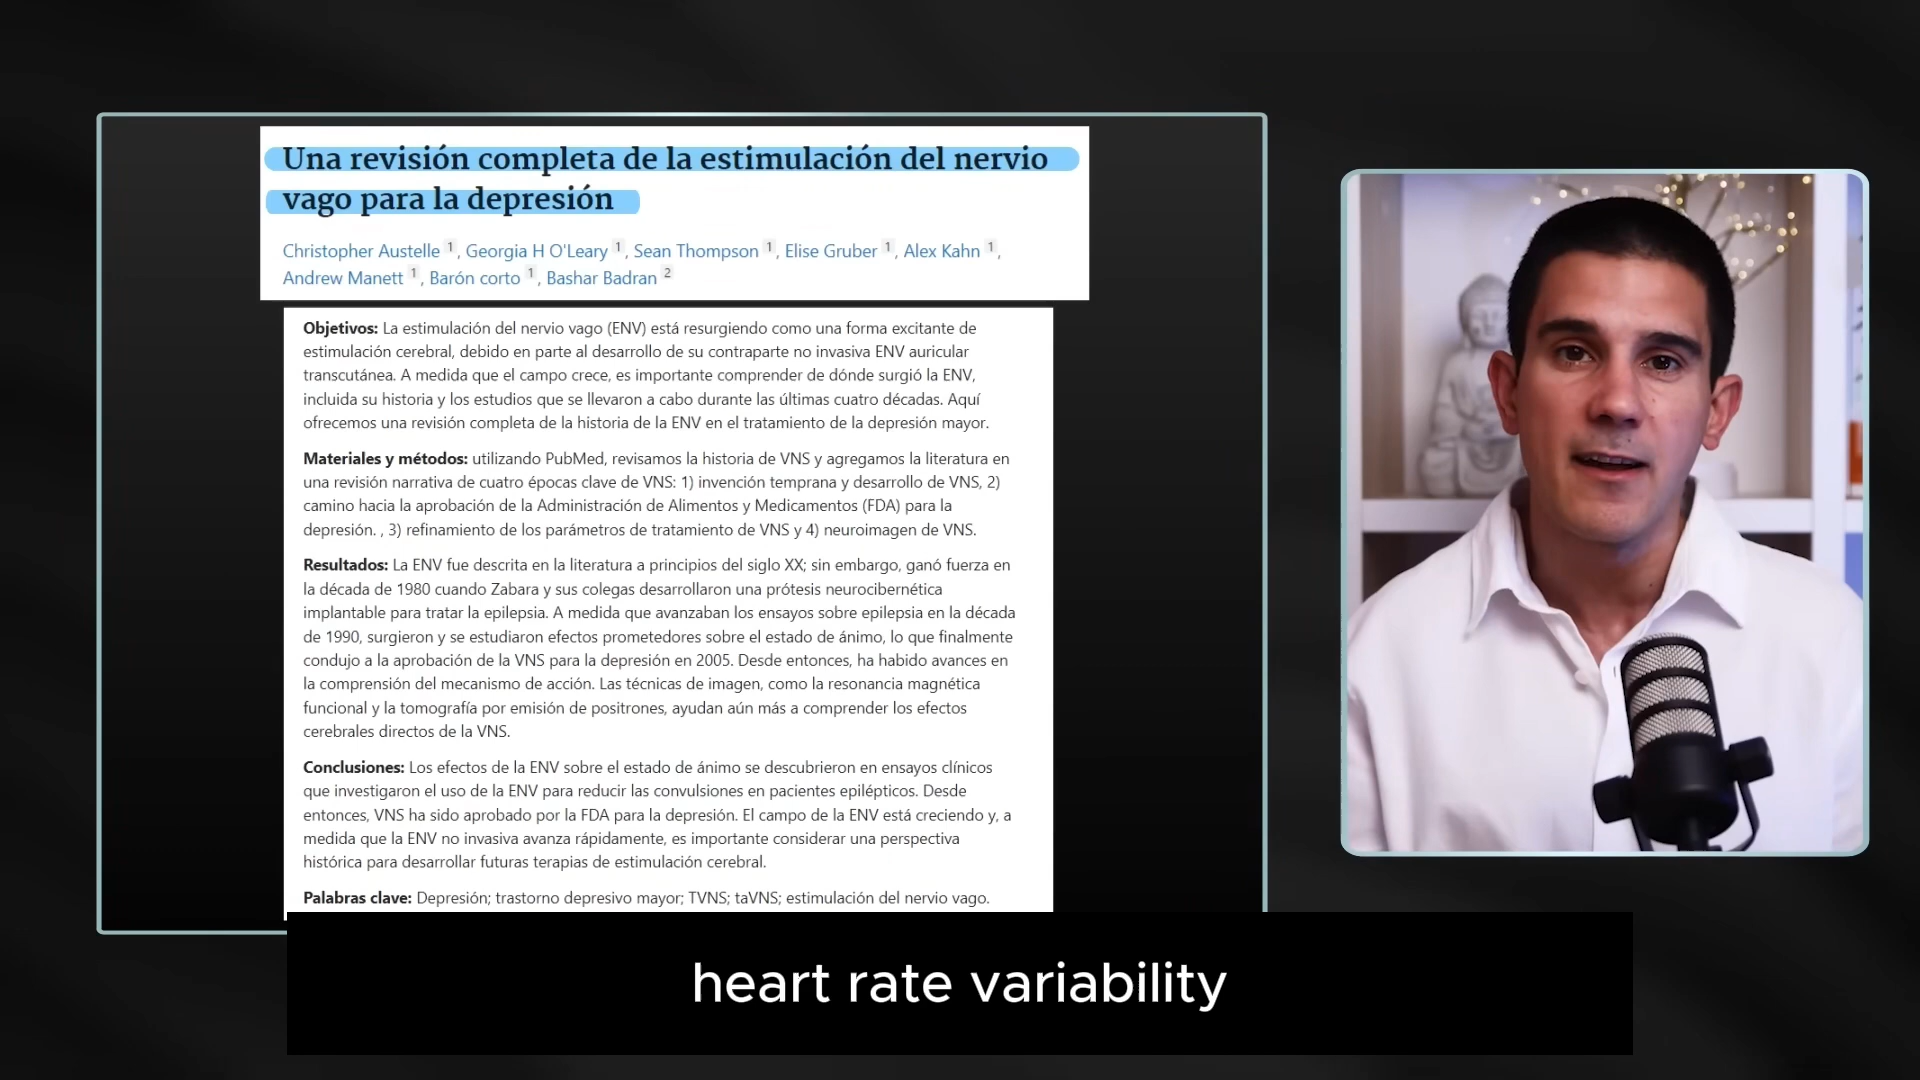 Una revisión completa de la estimulación del nervio
vago para la depresión
Christopher Austelle 1, Georgia H O'Leary 1, Sean Thompson 1, Elise Gruber 1, Alex Kahn 1,
Andrew Manett 1, Barón corto 1, Bashar Badran 2
Objetivos: La estimulación del nervio vago (ENV) está resurgiendo como una forma excitante de
estimulación cerebral, debido en parte al desarrollo de su contraparte no invasiva ENV auricular
transcutánea. A medida que el campo crece, es importante comprender de dónde surgió la ENV,
incluida su historia y los estudios que se llevaron a cabo durante las últimas cuatro décadas. Aquí
ofrecemos una revisión completa de la historia de la ENV en el tratamiento de la depresión mayor.
Materiales y métodos: utilizando PubMed, revisamos la historia de VNS y agregamos la literatura en
una revisión narrativa de cuatro épocas clave de VNS: 1) invención temprana y desarrollo de VNS, 2)
camino hacia la aprobación de la Administración de Alimentos y Medicamentos (FDA) para la
depresión. , 3) refinamiento de los parámetros de tratamiento de VNS y 4) neuroimagen de VNS.
Resultados: La ENV fue descrita en la literatura a principios del siglo XX; sin embargo, ganó fuerza en
la década de 1980 cuando Zabara y sus colegas desarrollaron una prótesis neurocibernética
implantable para tratar la epilepsia. A medida que avanzaban los ensayos sobre epilepsia en la década
de 1990, surgieron y se estudiaron efectos prometedores sobre el estado de ánimo, lo que finalmente
condujo a la aprobación de la VNS para la depresión en 2005. Desde entonces, ha habido avances en
la comprensión del mecanismo de acción. Las técnicas de imagen, como la resonancia magnética
funcional y la tomografía por emisión de positrones, ayudan aún más a comprender los efectos
cerebrales directos de la VNS.
Conclusiones: Los efectos de la ENV sobre el estado de ánimo se descubrieron en ensayos clínicos
que investigaron el uso de la ENV para reducir las convulsiones en pacientes epilépticos. Desde
entonces, VNS ha sido aprobado por la FDA para la depresión. El campo de la ENV está creciendo y, a
medida que la ENV no invasiva avanza rápidamente, es importante considerar una perspectiva
histórica para desarrollar futuras terapias de estimulación cerebral.
Palabras clave: Depresión; trastorno depresivo mayor; TVNS; taVNS; estimulación del nervio vago.
heart rate variability